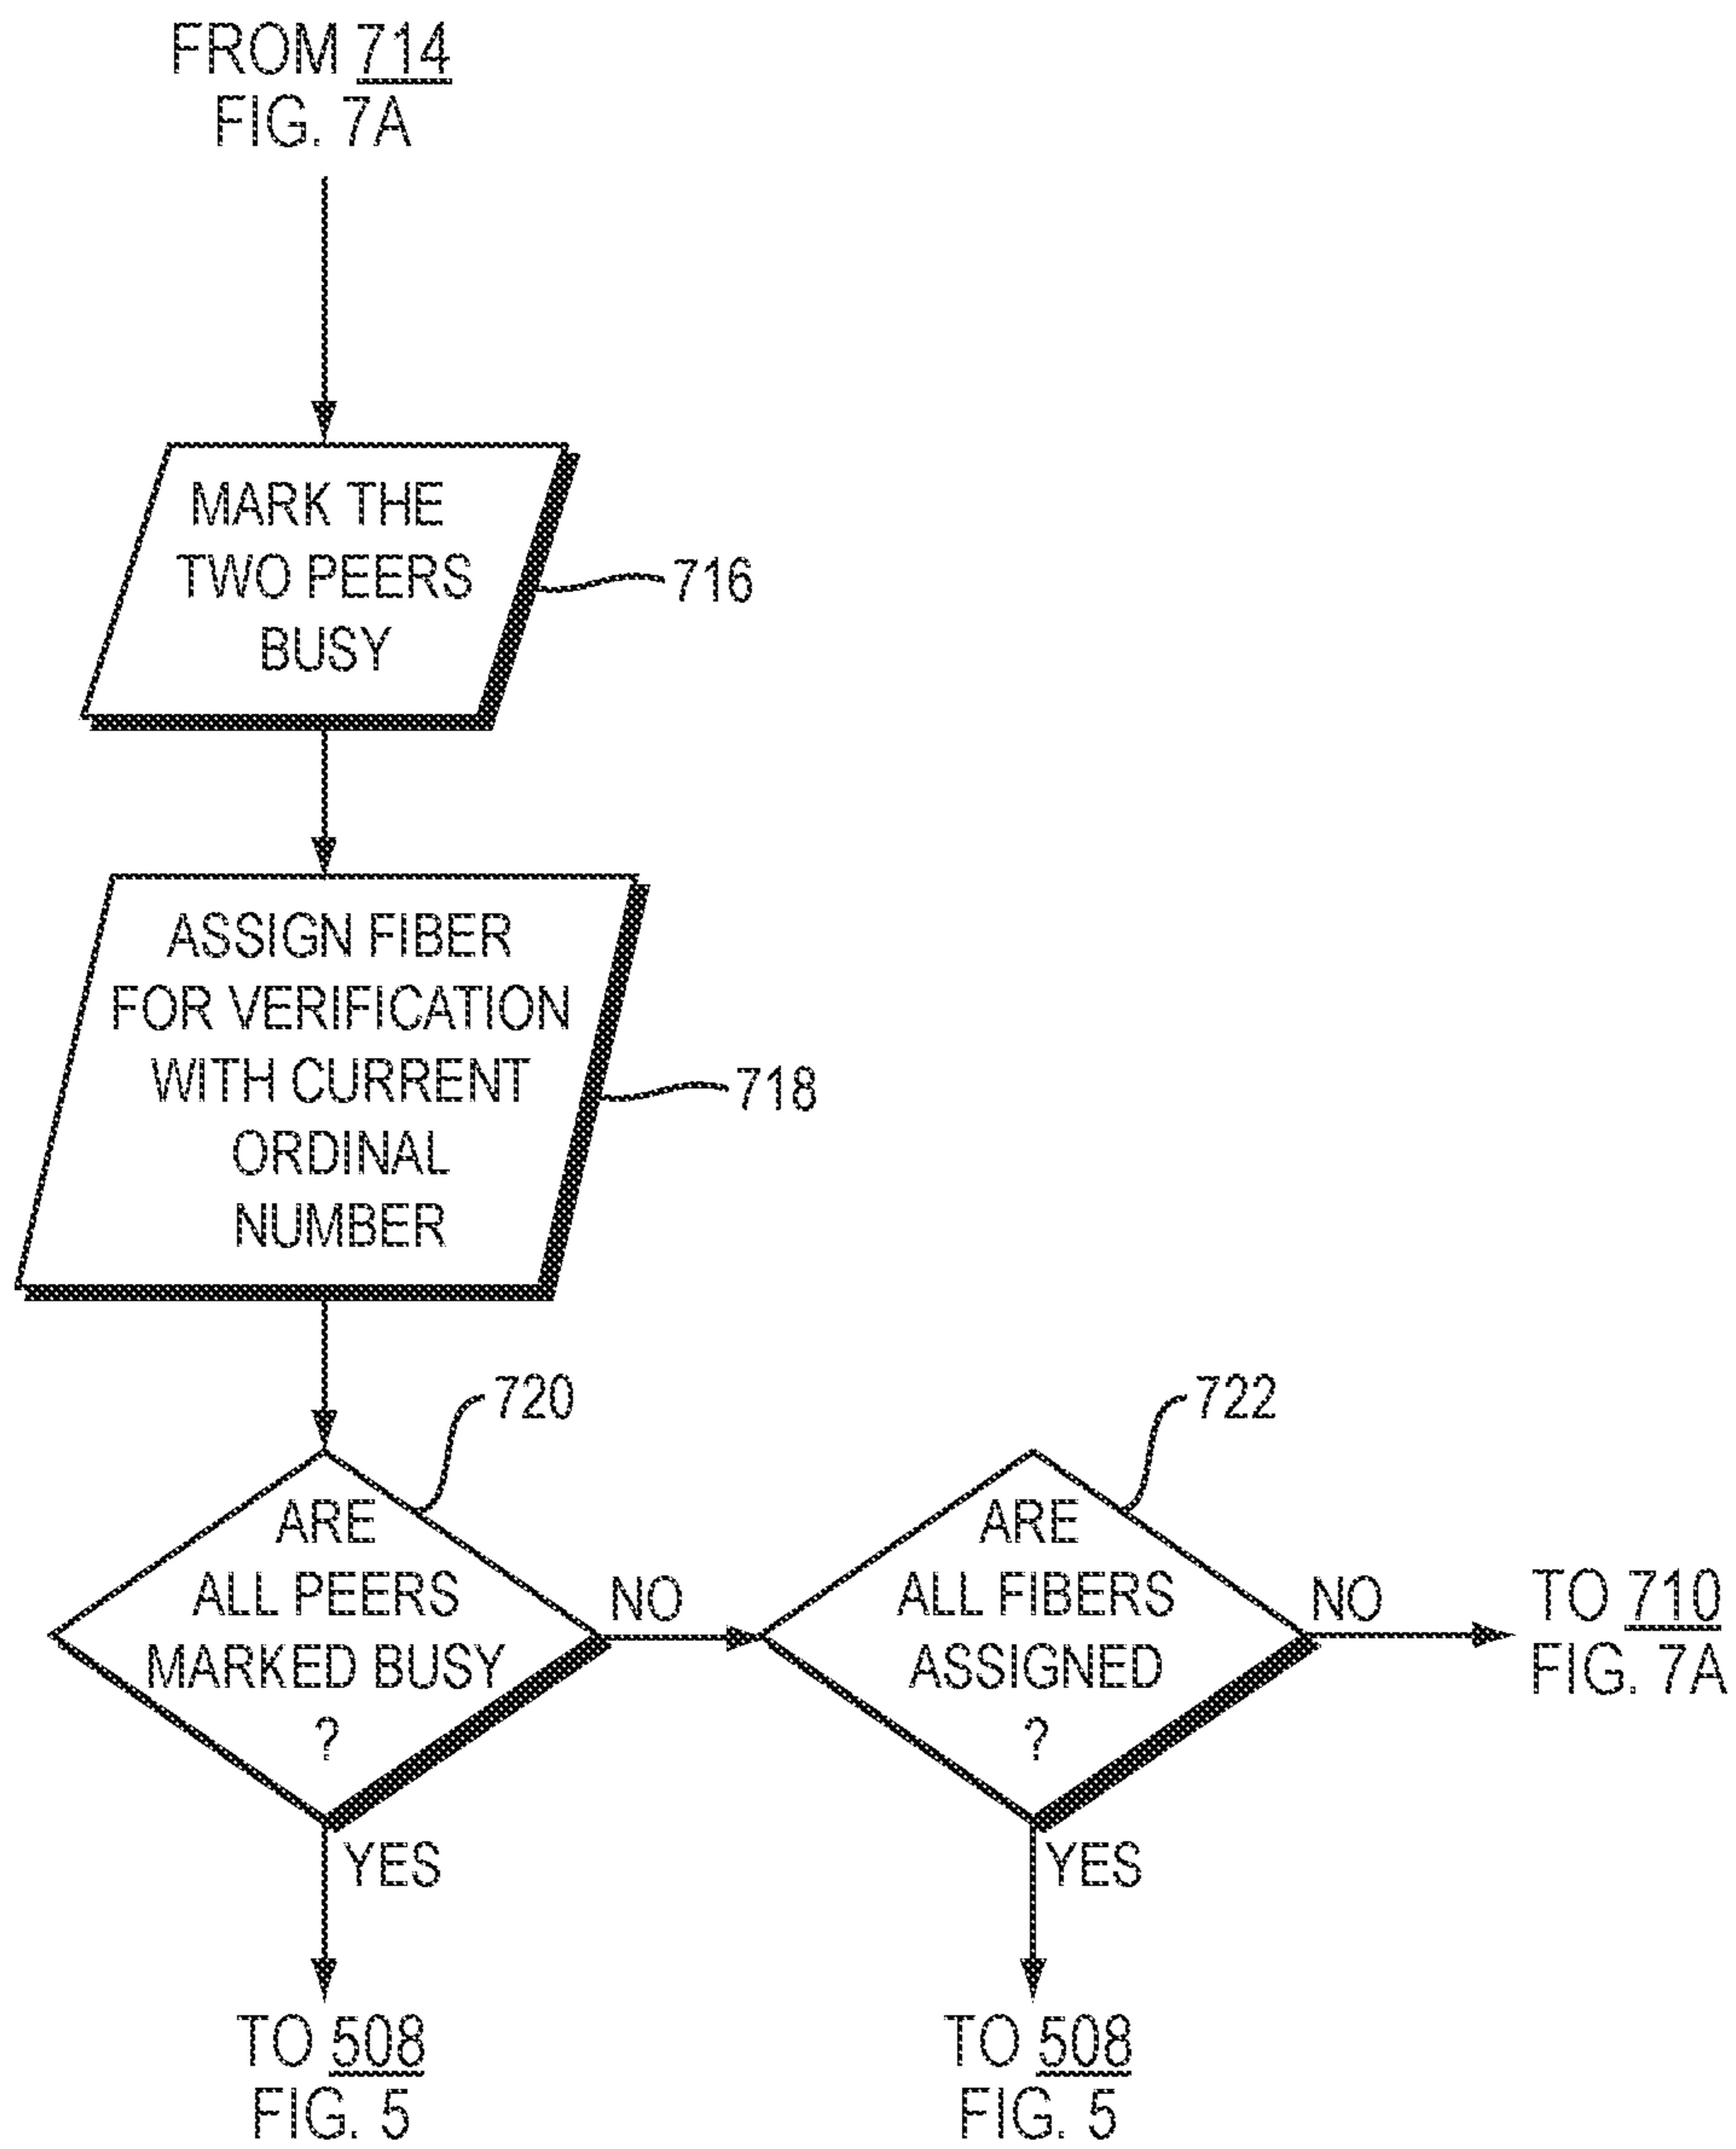 FROM 714
FIG. 7A
MARK THE
TWO PEERS
BUSY
716
ASSIGN FIBER
FOR VERIFICATION
WITH CURRENT
ORDINAL
NUMBER
718
720
ARE
ALL PEERS
MARKED BUSY
?
NO
YES
TO 508
FIG. 5
722
ARE
ALL FIBERS
ASSIGNED
?
NO
TO 710
FIG. 7A
YES
TO 508
FIG. 5